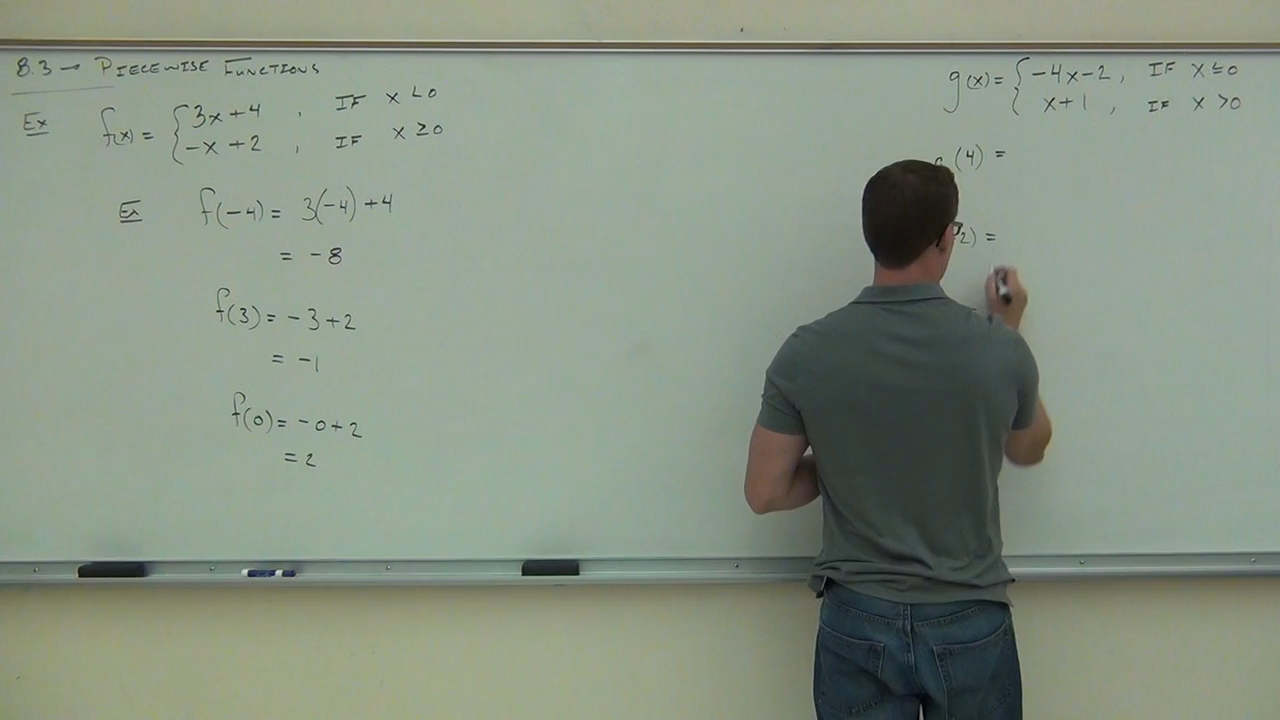 8.3 → PIECEWISE FUNCTIONS
Ex f(x) = { 3x+4 , IF x<0
-x+2 , IF x≥0
Ex f(-4) = 3(-4)+4
= -8
f(3) = -3+2
= -1
f(0) = -0+2
= 2
g(x) = { -4x-2 , IF x≤0
x+1 , IF x>0
(4) =
2) =